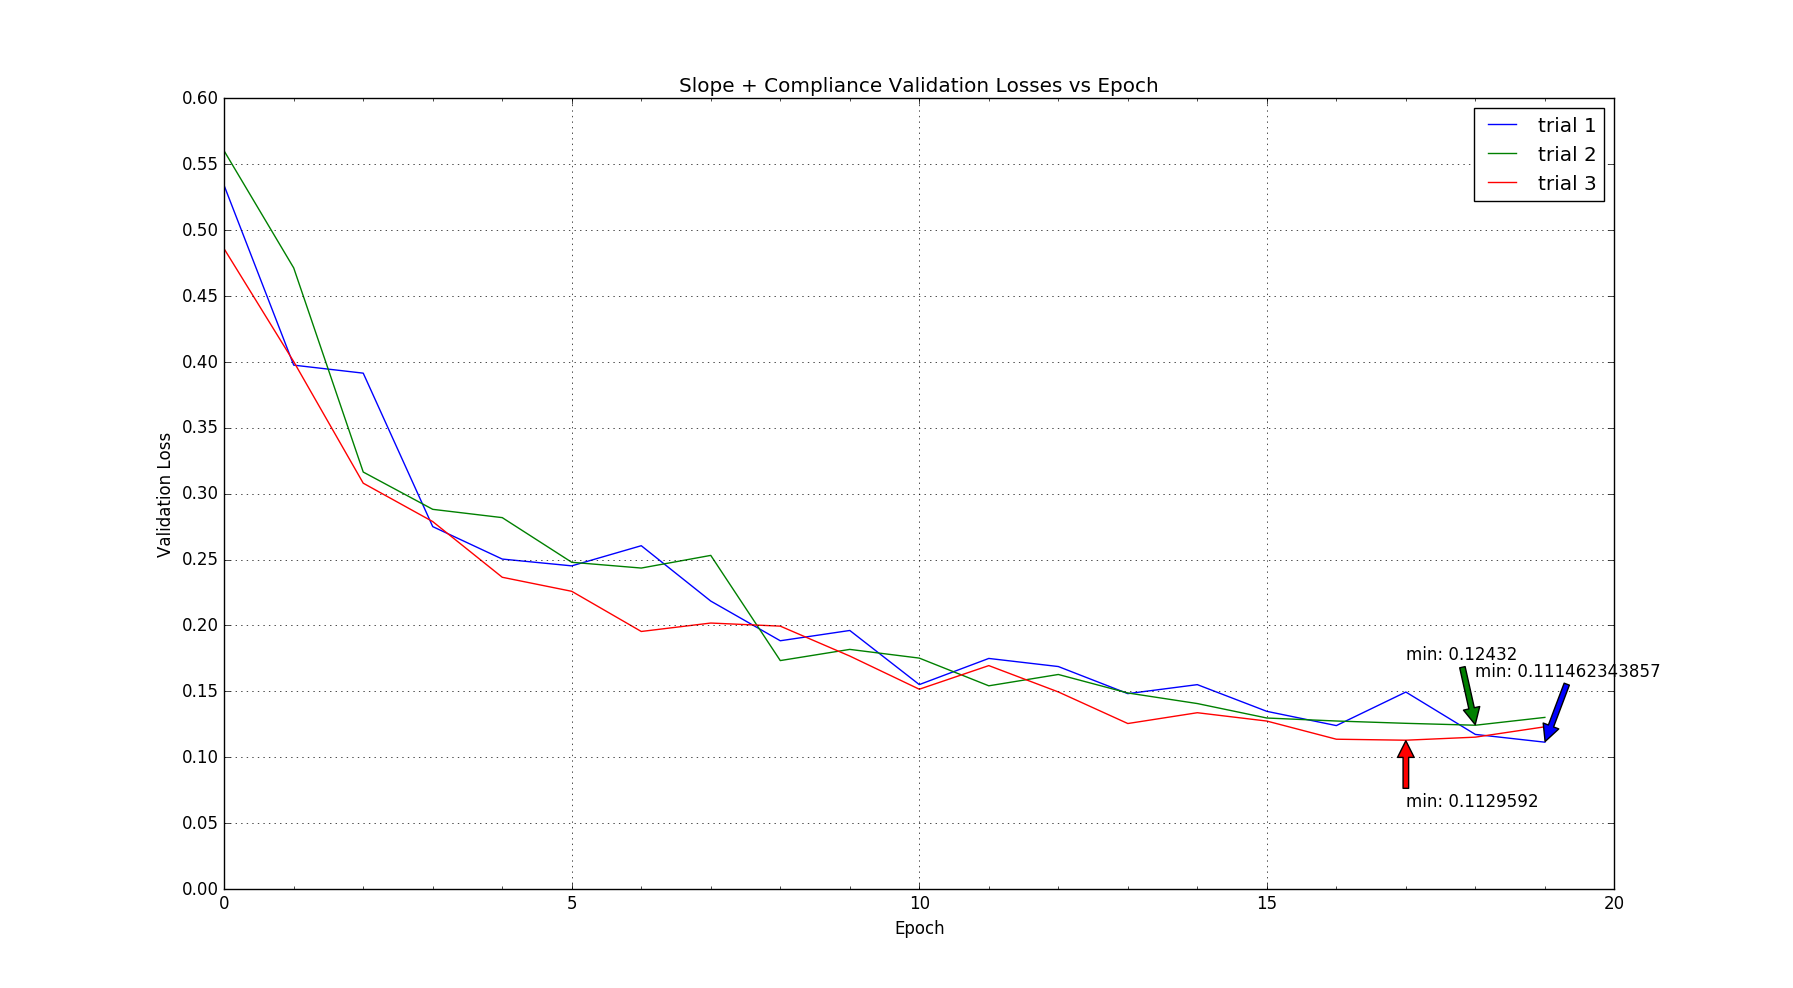 Slope + Compliance Validation Losses vs Epoch
0.60
0.55
0.50
0.45
0.40
0.35
0.30
0.25
0.20
0.15
0.10
0.05
0.00
Validation Loss
trial 1
trial 2
trial 3
min: 0.12432
min: 0.111462343857
min: 0.1129592
0 5 10 15 20
Epoch